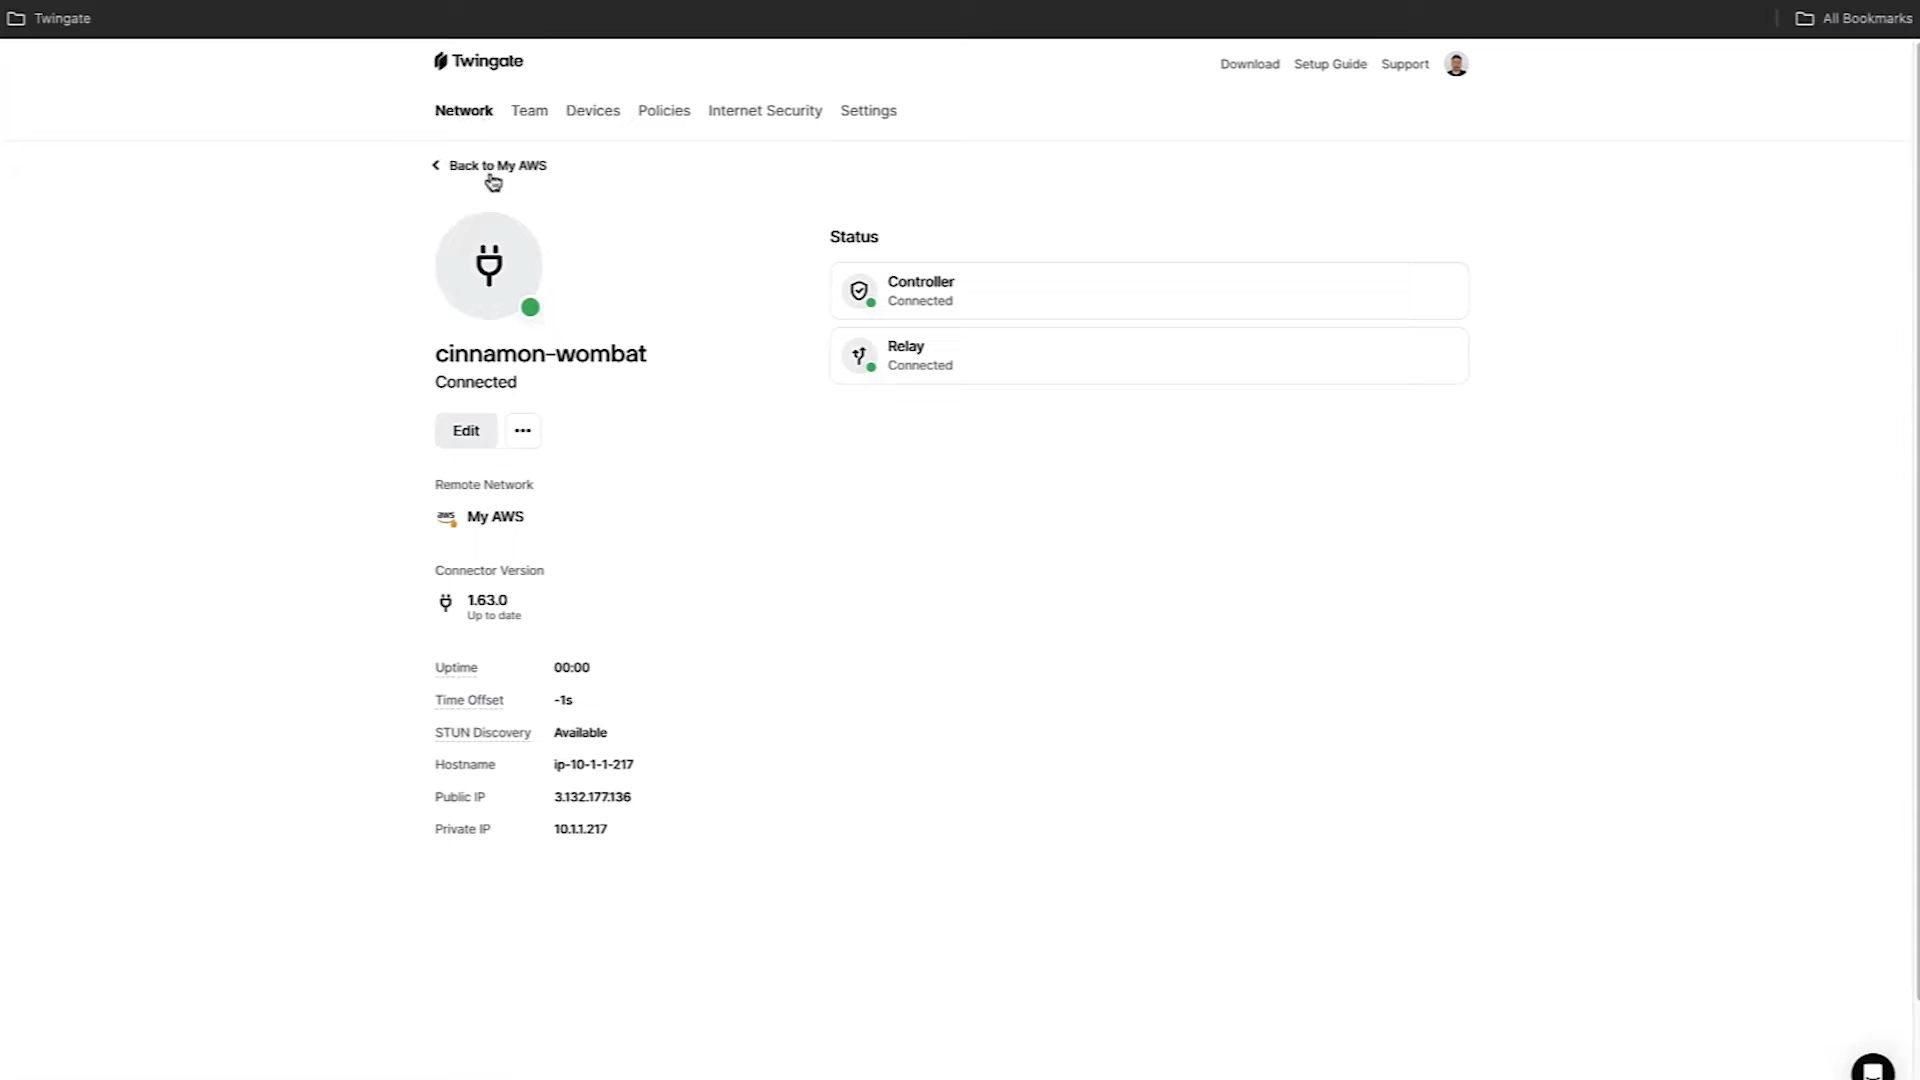 Twingate
All Bookmarks
Twingate
Download Setup Guide Support
Network Team Devices Policies Internet Security Settings
Back to My AWS
Status
Controller
Connected
Relay
Connected
cinnamon-wombat
Connected
Edit
Remote Network
aws My AWS
Connector Version
1.63.0
Up to date
Uptime 00:00
Time Offset -1s
STUN Discovery Available
Hostname ip-10-1-1-217
Public IP 3.132.177.136
Private IP 10.1.1.217